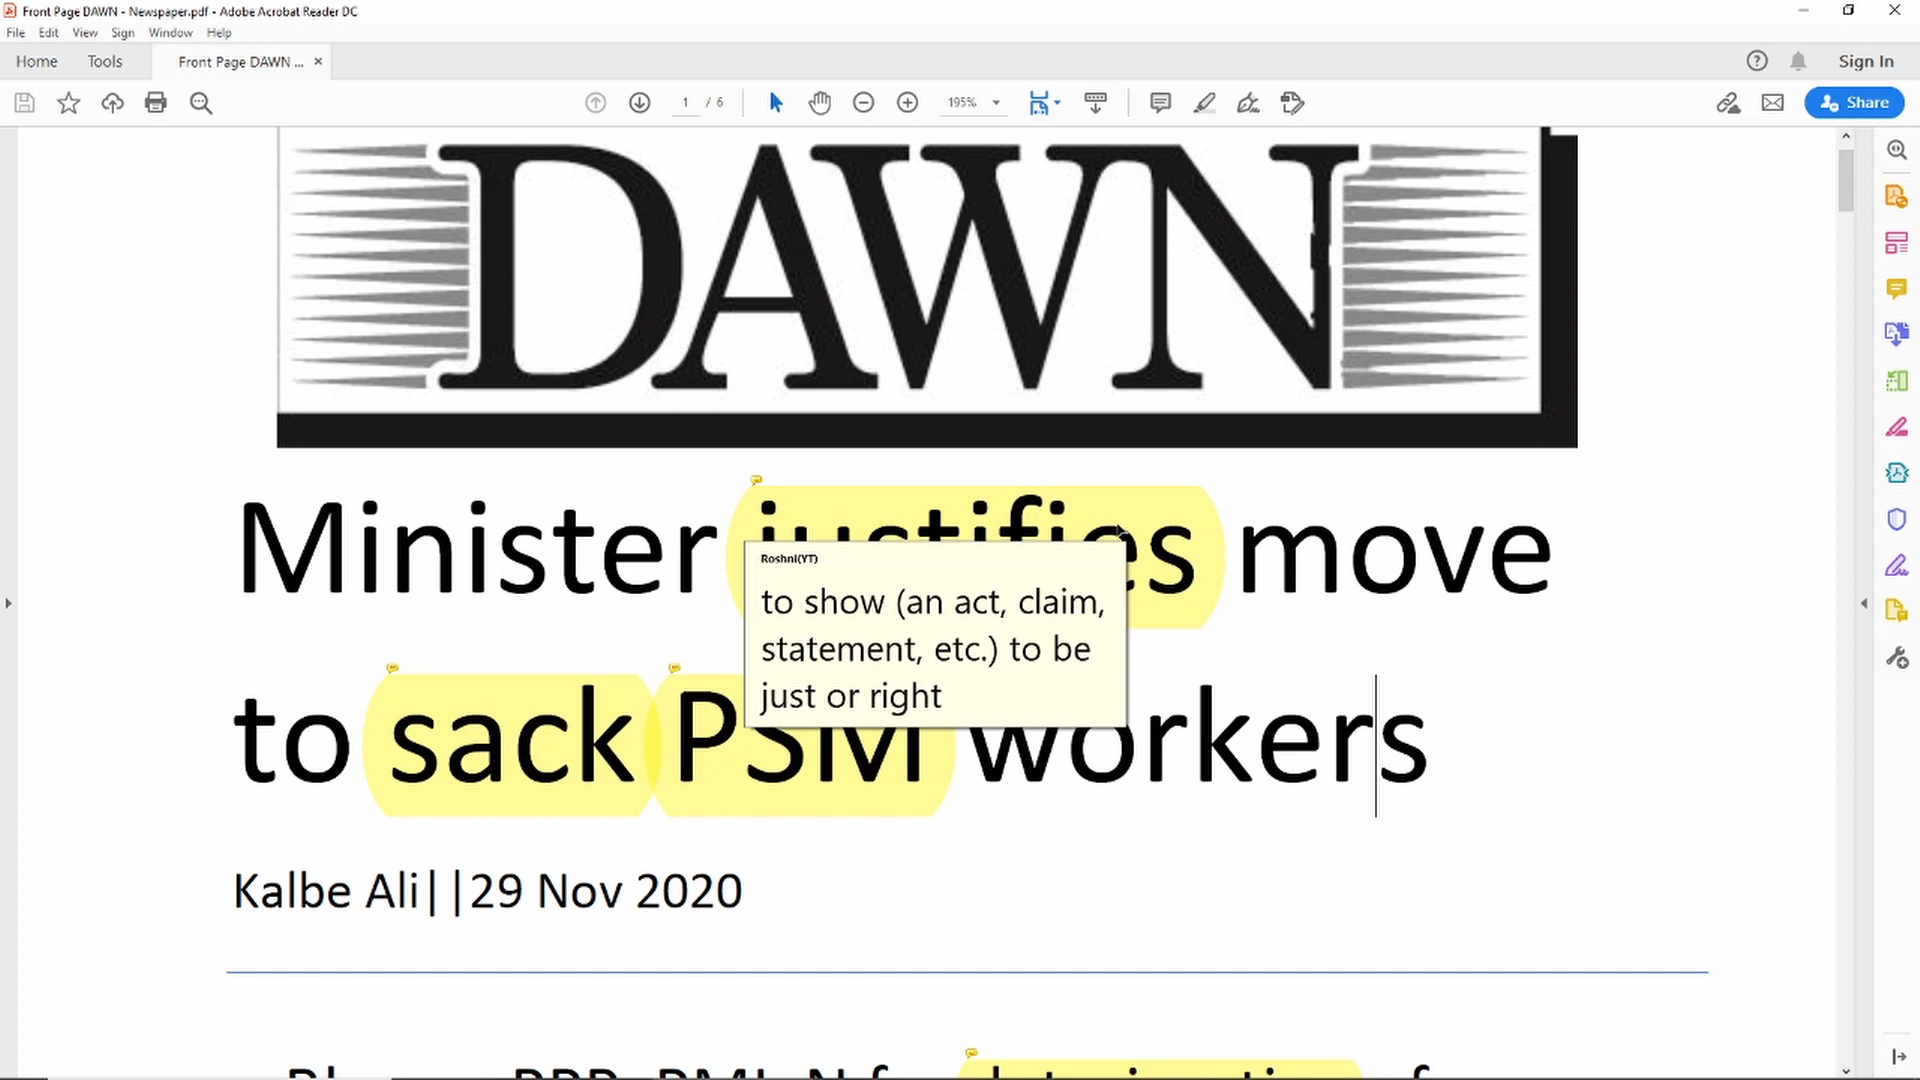 Front Page DAWN - Newspaper.pdf - Adobe Acrobat Reader DC
File Edit View Sign Window Help
Home Tools Front Page DAWN ... × Sign In
1 / 6 195% Share
DAWN
Minister justifies move
Roshni(YT)
to show (an act, claim,
statement, etc.) to be
just or right
to sack PSM workers
Kalbe Ali||29 Nov 2020